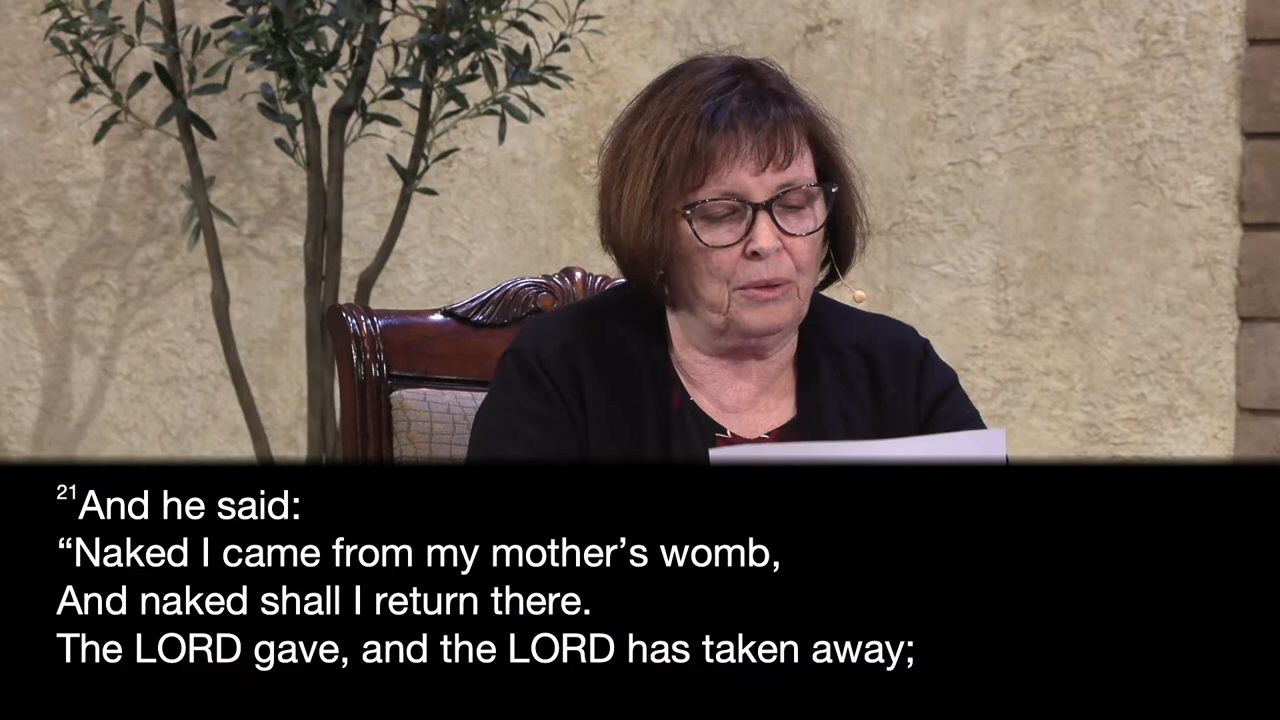 21And he said:
“Naked I came from my mother’s womb,
And naked shall I return there.
The LORD gave, and the LORD has taken away;